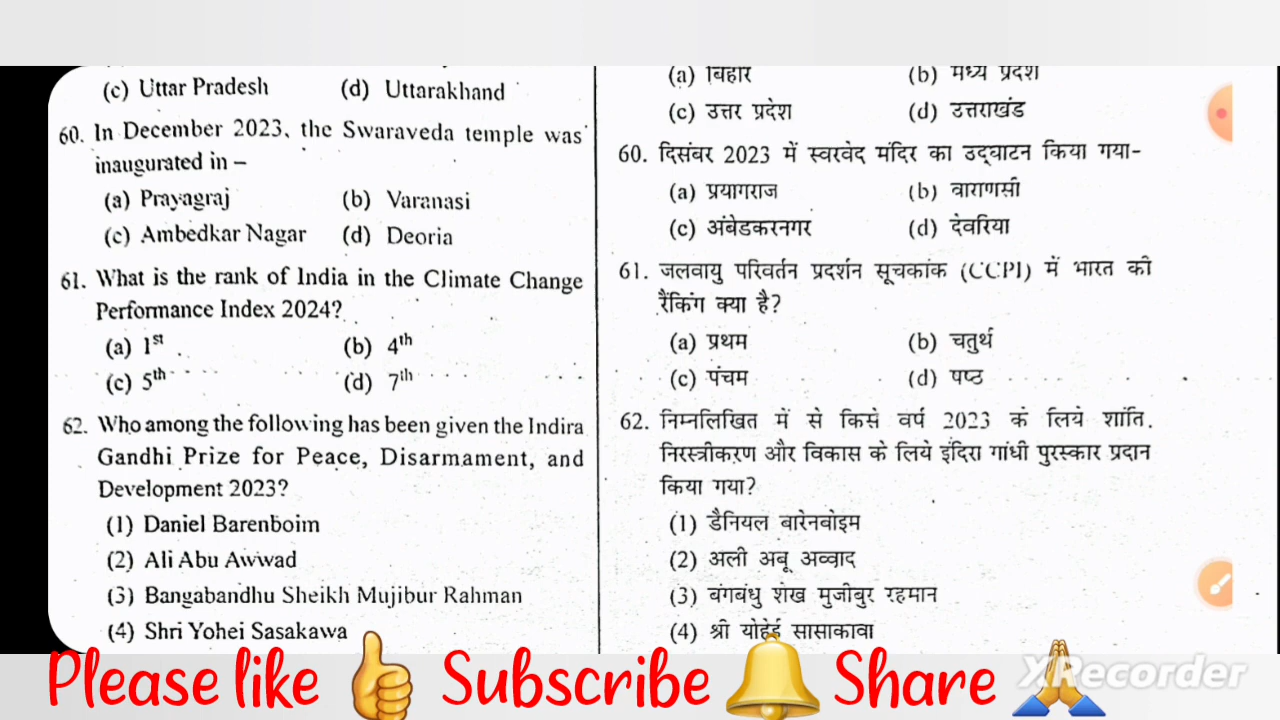 (c) Uttar Pradesh (d) Uttarakhand
60. In December 2023, the Swaraveda temple was
inaugurated in –
(a) Prayagraj (b) Varanasi
(c) Ambedkar Nagar (d) Deoria
61. What is the rank of India in the Climate Change
Performance Index 2024?
(a) 1st (b) 4th
(c) 5th (d) 7th
62. Who among the following has been given the Indira
Gandhi Prize for Peace, Disarmament, and
Development 2023?
(1) Daniel Barenboim
(2) Ali Abu Awwad
(3) Bangabandhu Sheikh Mujibur Rahman
(4) Shri Yohei Sasakawa
(a) बिहार (b) मध्य प्रदेश
(c) उत्तर प्रदेश (d) उत्तराखंड
60. दिसंबर 2023 में स्वरवेद मंदिर का उद्घाटन किया गया-
(a) प्रयागराज (b) वाराणसी
(c) अंबेडकरनगर (d) देवरिया
61. जलवायु परिवर्तन प्रदर्शन सूचकांक (CCPI) में भारत की
रैंकिंग क्या है?
(a) प्रथम (b) चतुर्थ
(c) पंचम (d) षष्ठ
62. निम्नलिखित में से किसे वर्ष 2023 के लिये शांति,
निरस्त्रीकरण और विकास के लिये इंदिरा गांधी पुरस्कार प्रदान
किया गया?
(1) डैनियल बारेनबोइम
(2) अली अबू अव्वाद
(3) बंगबंधु शेख मुजीबुर रहमान
(4) श्री योहेई सासाकावा
Please like Subscribe Share
XRecorder